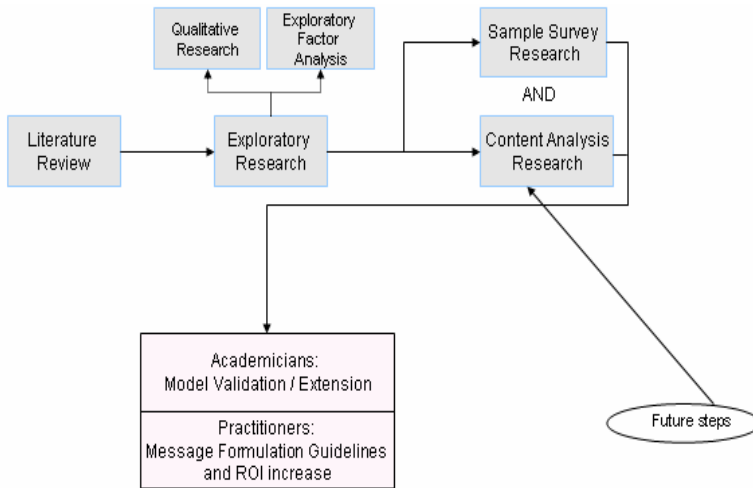 Qualitative
Research
Exploratory
Factor
Analysis
Sample Survey
Research
AND
Literature
Review
Exploratory
Research
Content Analysis
Research
Academicians:
Model Validation / Extension
Practitioners:
Message Formulation Guidelines
and ROI increase
Future steps